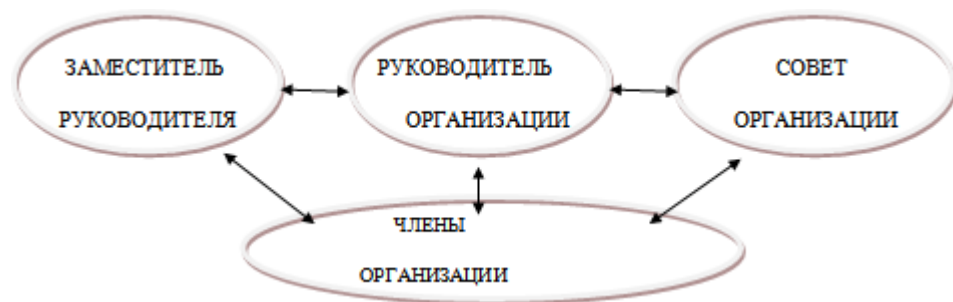 ЗАМЕСТИТЕЛЬ
РУКОВОДИТЕЛЯ
РУКОВОДИТЕЛЬ
ОРГАНИЗАЦИИ
СОВЕТ
ОРГАНИЗАЦИИ
ЧЛЕНЫ
ОРГАНИЗАЦИИ